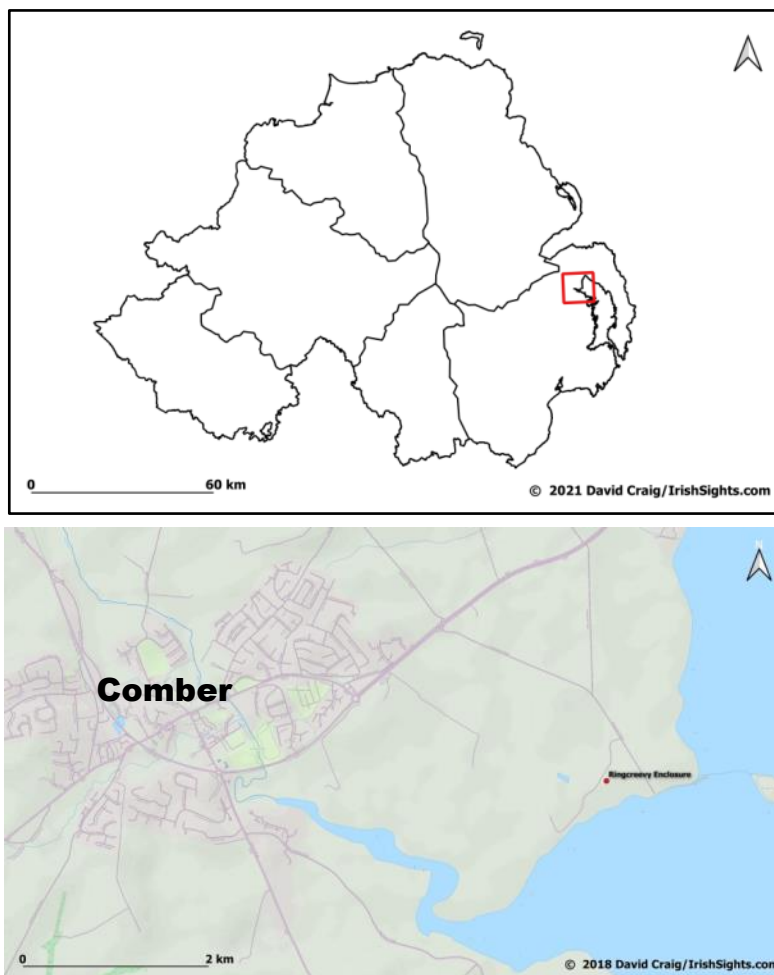 0
60 km
© 2021 David Craig/IrishSights.com
N
Comber
Ringcreevy Enclosure
0
2 km
© 2018 David Craig/IrishSights.com